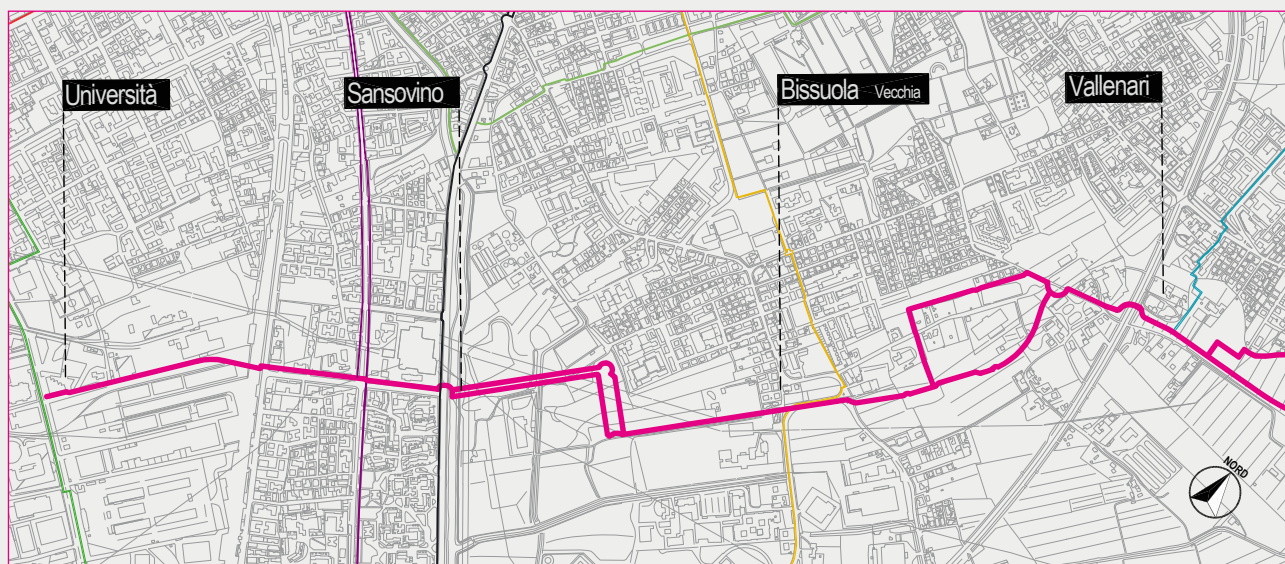 Università
Sansovino
Bissuola Vecchia
Vallenari
NORD